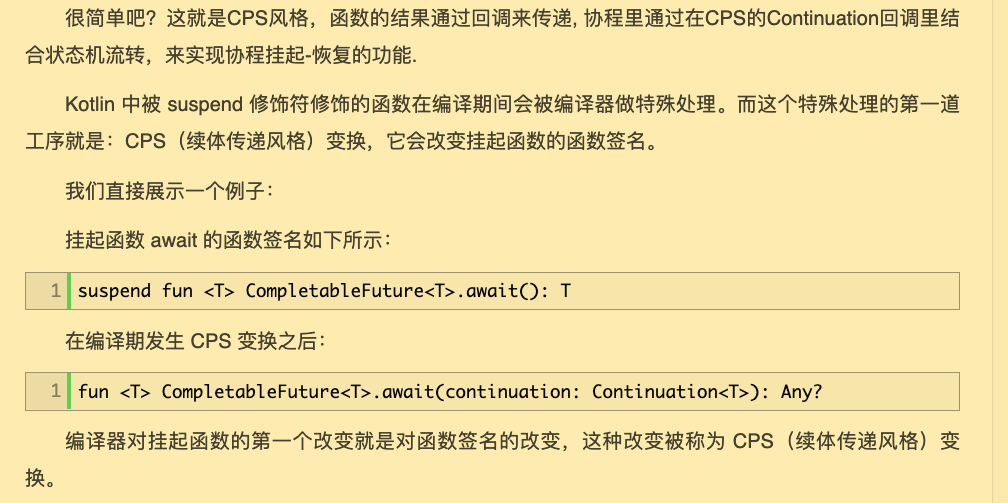 很简单吧？这就是CPS风格，函数的结果通过回调来传递, 协程里通过在CPS的Continuation回调里结
合状态机流转，来实现协程挂起-恢复的功能.
Kotlin 中被 suspend 修饰符修饰的函数在编译期间会被编译器做特殊处理。而这个特殊处理的第一道
工序就是：CPS（续体传递风格）变换，它会改变挂起函数的函数签名。
我们直接展示一个例子：
挂起函数 await 的函数签名如下所示：
1 suspend fun <T> CompletableFuture<T>.await(): T
在编译期发生 CPS 变换之后：
1 fun <T> CompletableFuture<T>.await(continuation: Continuation<T>): Any?
编译器对挂起函数的第一个改变就是对函数签名的改变，这种改变被称为 CPS（续体传递风格）变
换。